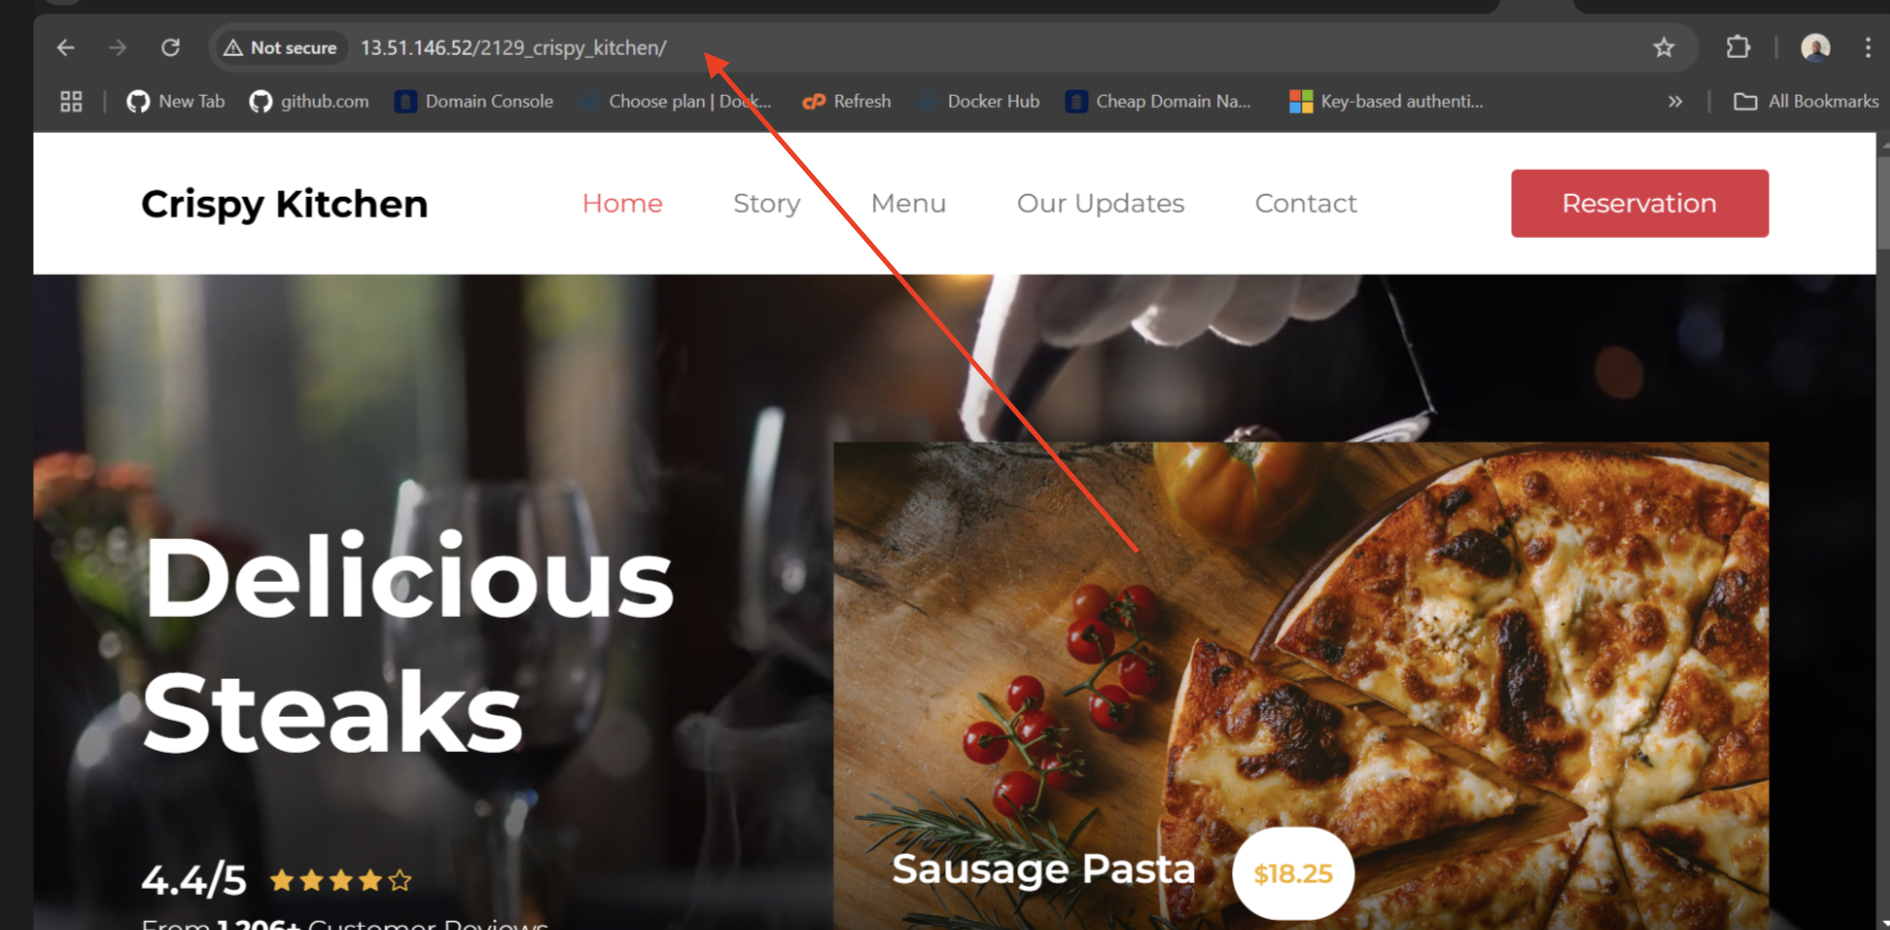 Not secure 13.51.146.52/2129_crispy_kitchen/
New Tab github.com Domain Console Choose plan | Dock... Refresh Docker Hub Cheap Domain Na... Key-based authenti... » All Bookmarks
Crispy Kitchen Home Story Menu Our Updates Contact Reservation
Delicious
Steaks
Sausage Pasta $18.25
4.4/5
From 1,206+ Customer Reviews